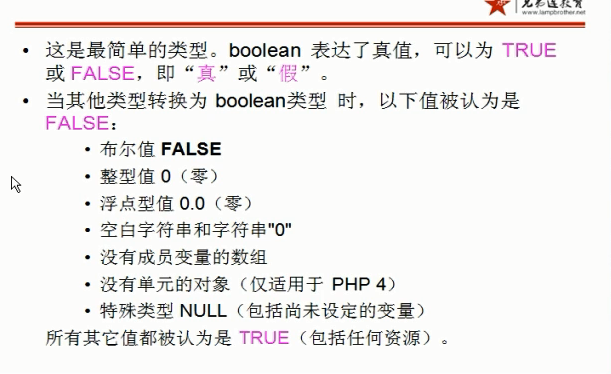 兄弟连教育
www.lampbrother.net
• 这是最简单的类型。boolean 表达了真值，可以为 TRUE
或 FALSE，即“真”或“假”。
• 当其他类型转换为 boolean类型 时，以下值被认为是
FALSE：
• 布尔值 FALSE
• 整型值 0（零）
• 浮点型值 0.0（零）
• 空白字符串和字符串"0"
• 没有成员变量的数组
• 没有单元的对象（仅适用于 PHP 4）
• 特殊类型 NULL（包括尚未设定的变量）
所有其它值都被认为是 TRUE（包括任何资源）。